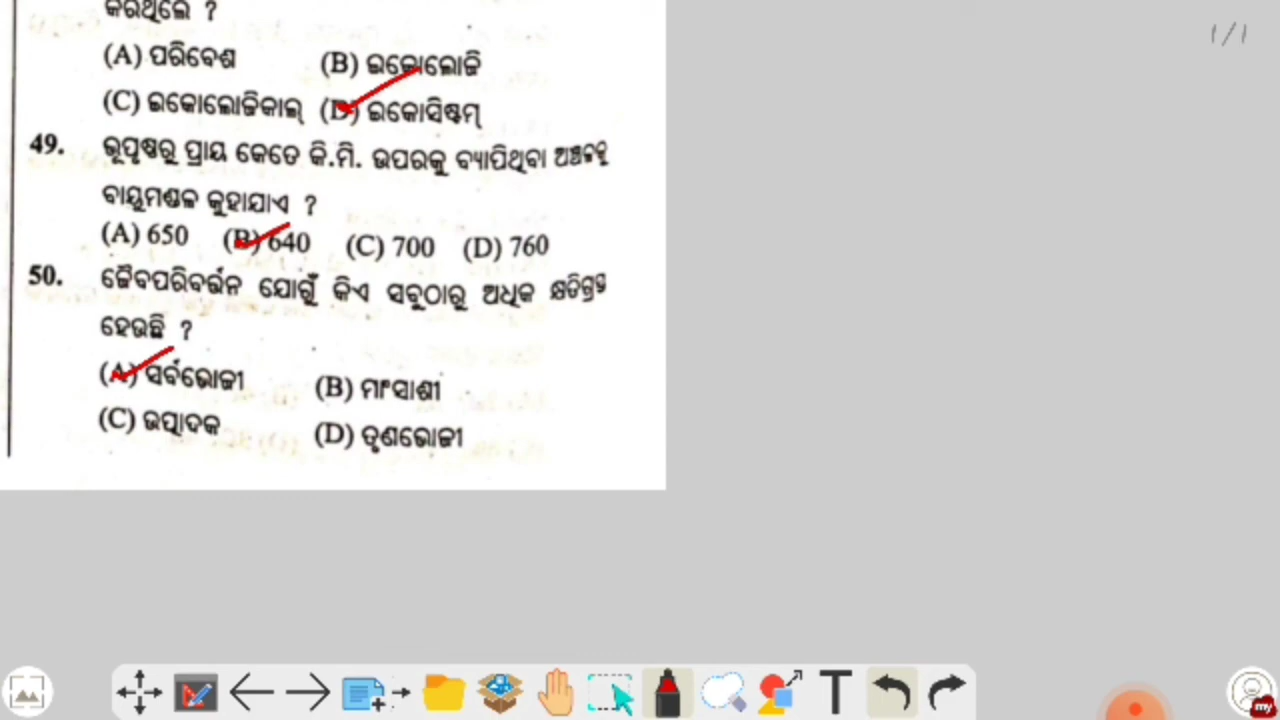 କରିଥିଲେ ?
(A) ପରିବେଶ (B) ଇକୋଲୋଜି
(C) ଇକୋଲୋଜିକାଲ୍ (D) ଇକୋସିଷ୍ଟମ୍
49. ଭୂପୃଷ୍ଠରୁ ପ୍ରାୟ କେତେ କି.ମି. ଉପରକୁ ବ୍ୟାପିଥିବା ଅଞ୍ଚଳକୁ
ବାୟୁମଣ୍ଡଳ କୁହାଯାଏ ?
(A) 650 (B) 640 (C) 700 (D) 760
50. ଜୈବପରିବର୍ତ୍ତନ ଯୋଗୁଁ କିଏ ସବୁଠାରୁ ଅଧିକ କ୍ଷତିଗ୍ରସ୍ତ
ହେଉଛି ?
(A) ସର୍ବଭୋଜୀ (B) ମାଂସାଶୀ
(C) ଉତ୍ପାଦକ (D) ତୃଣଭୋଜୀ
1/1
T
my